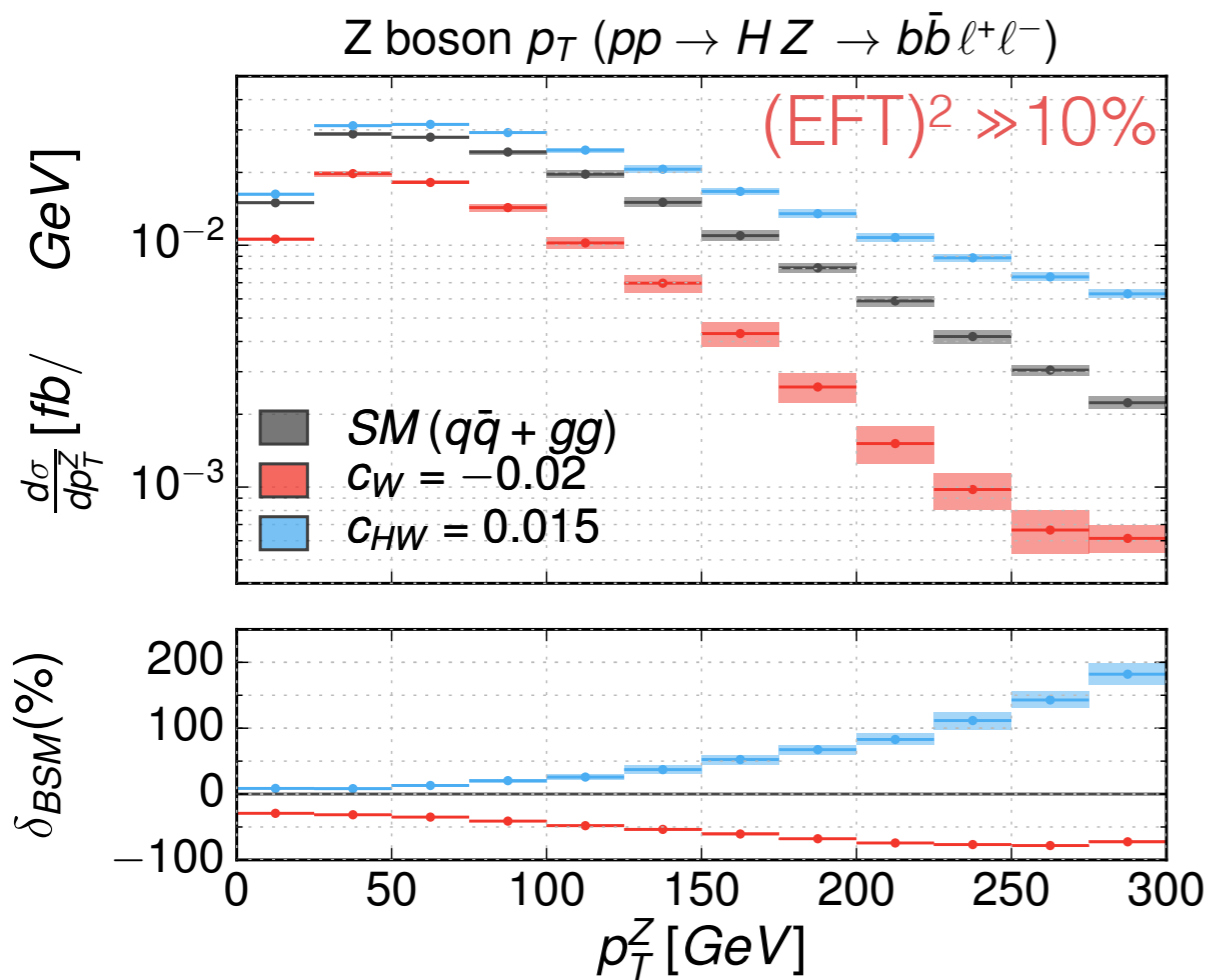 Z boson p_T (pp → H Z → b b̄ ℓ⁺ ℓ⁻)
(EFT)² ≫10%
dσ/dp_T^Z [fb/ GeV]
10⁻²
10⁻³
SM (qq̄ + gg)
c_W = −0.02
c_HW = 0.015
δ_BSM(%)
200
100
0
−100
0 50 100 150 200 250 300
p_T^Z [GeV]